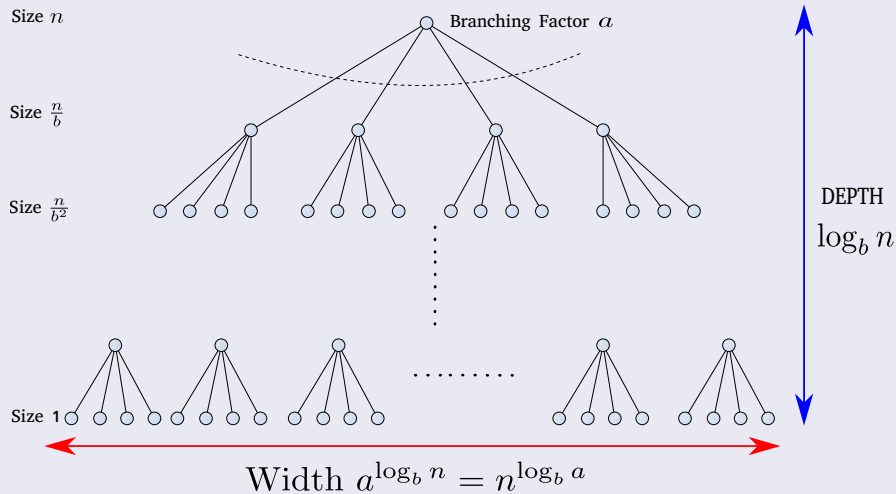 Size n
Branching Factor a
Size n/b
Size n/b²
DEPTH
log_b n
Size 1
Width a^{log_b n} = n^{log_b a}